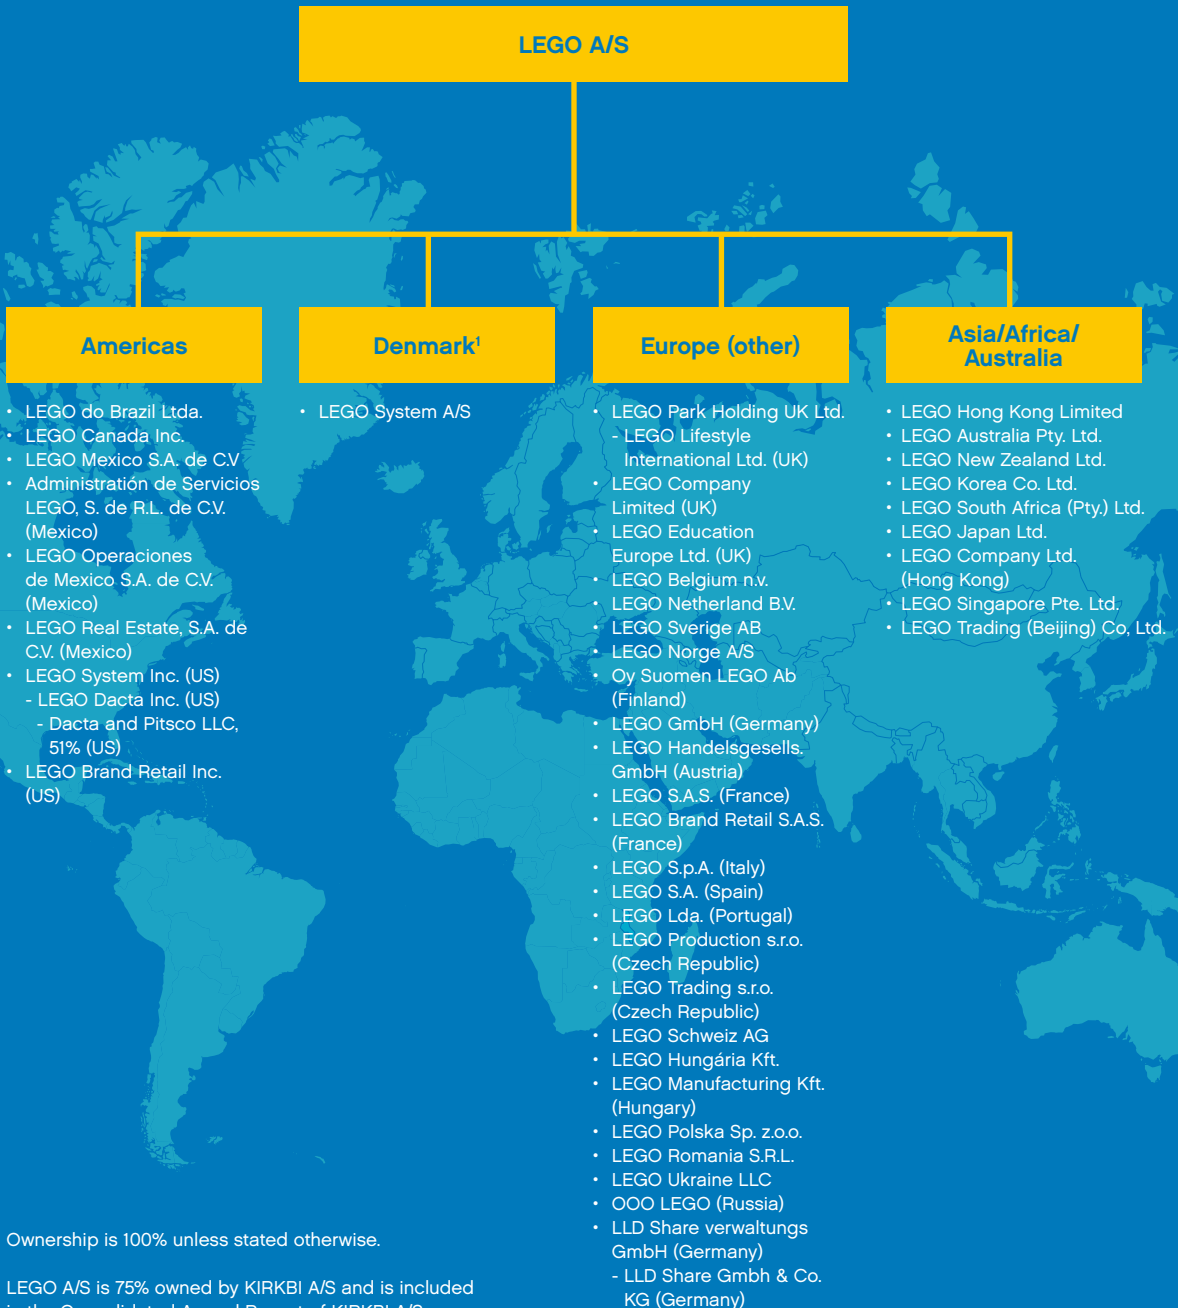 LEGO A/S
Americas
• LEGO do Brazil Ltda.
• LEGO Canada Inc.
• LEGO Mexico S.A. de C.V
• Administratión de Servicios
LEGO, S. de R.L. de C.V.
(Mexico)
• LEGO Operaciones
de Mexico S.A. de C.V.
(Mexico)
• LEGO Real Estate, S.A. de
C.V. (Mexico)
• LEGO System Inc. (US)
- LEGO Dacta Inc. (US)
- Dacta and Pitsco LLC,
51% (US)
• LEGO Brand Retail Inc.
(US)
Denmark¹
• LEGO System A/S
Europe (other)
• LEGO Park Holding UK Ltd.
- LEGO Lifestyle
International Ltd. (UK)
• LEGO Company
Limited (UK)
• LEGO Education
Europe Ltd. (UK)
• LEGO Belgium n.v.
• LEGO Netherland B.V.
• LEGO Sverige AB
• LEGO Norge A/S
• Oy Suomen LEGO Ab
(Finland)
• LEGO GmbH (Germany)
• LEGO Handelsgesells.
GmbH (Austria)
• LEGO S.A.S. (France)
• LEGO Brand Retail S.A.S.
(France)
• LEGO S.p.A. (Italy)
• LEGO S.A. (Spain)
• LEGO Lda. (Portugal)
• LEGO Production s.r.o.
(Czech Republic)
• LEGO Trading s.r.o.
(Czech Republic)
• LEGO Schweiz AG
• LEGO Hungária Kft.
• LEGO Manufacturing Kft.
(Hungary)
• LEGO Polska Sp. z.o.o.
• LEGO Romania S.R.L.
• LEGO Ukraine LLC
• OOO LEGO (Russia)
• LLD Share verwaltungs
GmbH (Germany)
- LLD Share Gmbh & Co.
KG (Germany)
Asia/Africa/
Australia
• LEGO Hong Kong Limited
• LEGO Australia Pty. Ltd.
• LEGO New Zealand Ltd.
• LEGO Korea Co. Ltd.
• LEGO South Africa (Pty.) Ltd.
• LEGO Japan Ltd.
• LEGO Company Ltd.
(Hong Kong)
• LEGO Singapore Pte. Ltd.
• LEGO Trading (Beijing) Co, Ltd.
Ownership is 100% unless stated otherwise.
LEGO A/S is 75% owned by KIRKBI A/S and is included
in the Consolidated Annual Report of KIRKBI A/S.